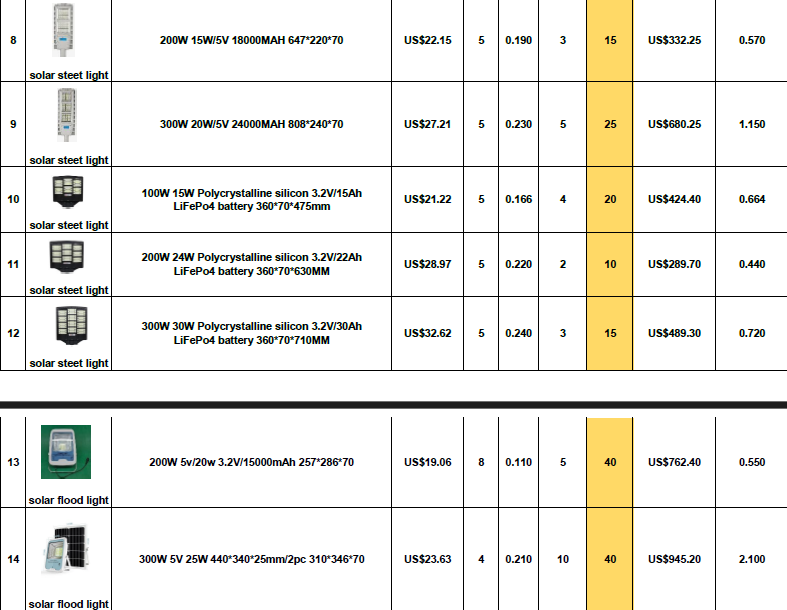 8 200W 15W/5V 18000MAH 647*220*70 US$22.15 5 0.190 3 15 US$332.25 0.570
solar steet light
9 300W 20W/5V 24000MAH 808*240*70 US$27.21 5 0.230 5 25 US$680.25 1.150
solar steet light
10 100W 15W Polycrystalline silicon 3.2V/15Ah US$21.22 5 0.166 4 20 US$424.40 0.664
LiFePo4 battery 360*70*475mm
solar steet light
11 200W 24W Polycrystalline silicon 3.2V/22Ah US$28.97 5 0.220 2 10 US$289.70 0.440
LiFePo4 battery 360*70*630MM
solar steet light
12 300W 30W Polycrystalline silicon 3.2V/30Ah US$32.62 5 0.240 3 15 US$489.30 0.720
LiFePo4 battery 360*70*710MM
solar steet light
13 200W 5v/20w 3.2V/15000mAh 257*286*70 US$19.06 8 0.110 5 40 US$762.40 0.550
solar flood light
14 300W 5V 25W 440*340*25mm/2pc 310*346*70 US$23.63 4 0.210 10 40 US$945.20 2.100
solar flood light